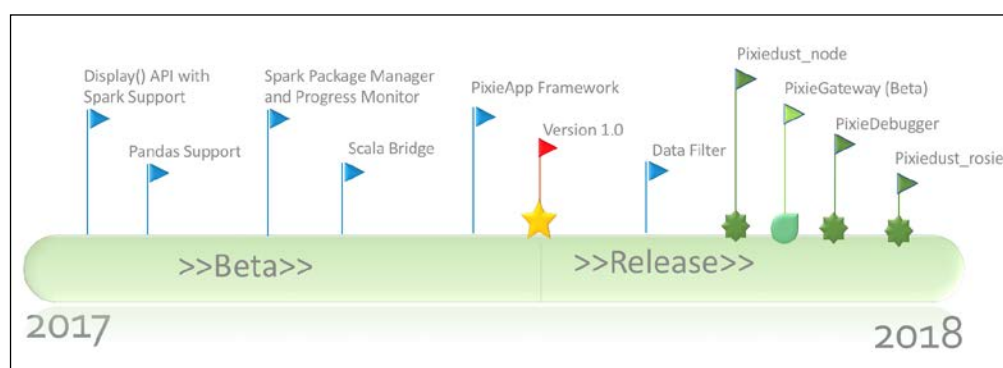 Display() API with
Spark Support
Pandas Support
Spark Package Manager
and Progress Monitor
Scala Bridge
PixieApp Framework
Version 1.0
Data Filter
Pixiedust_node
PixieGateway (Beta)
PixieDebugger
Pixiedust_rosie
>>Beta>>
>>Release>>
2017
2018